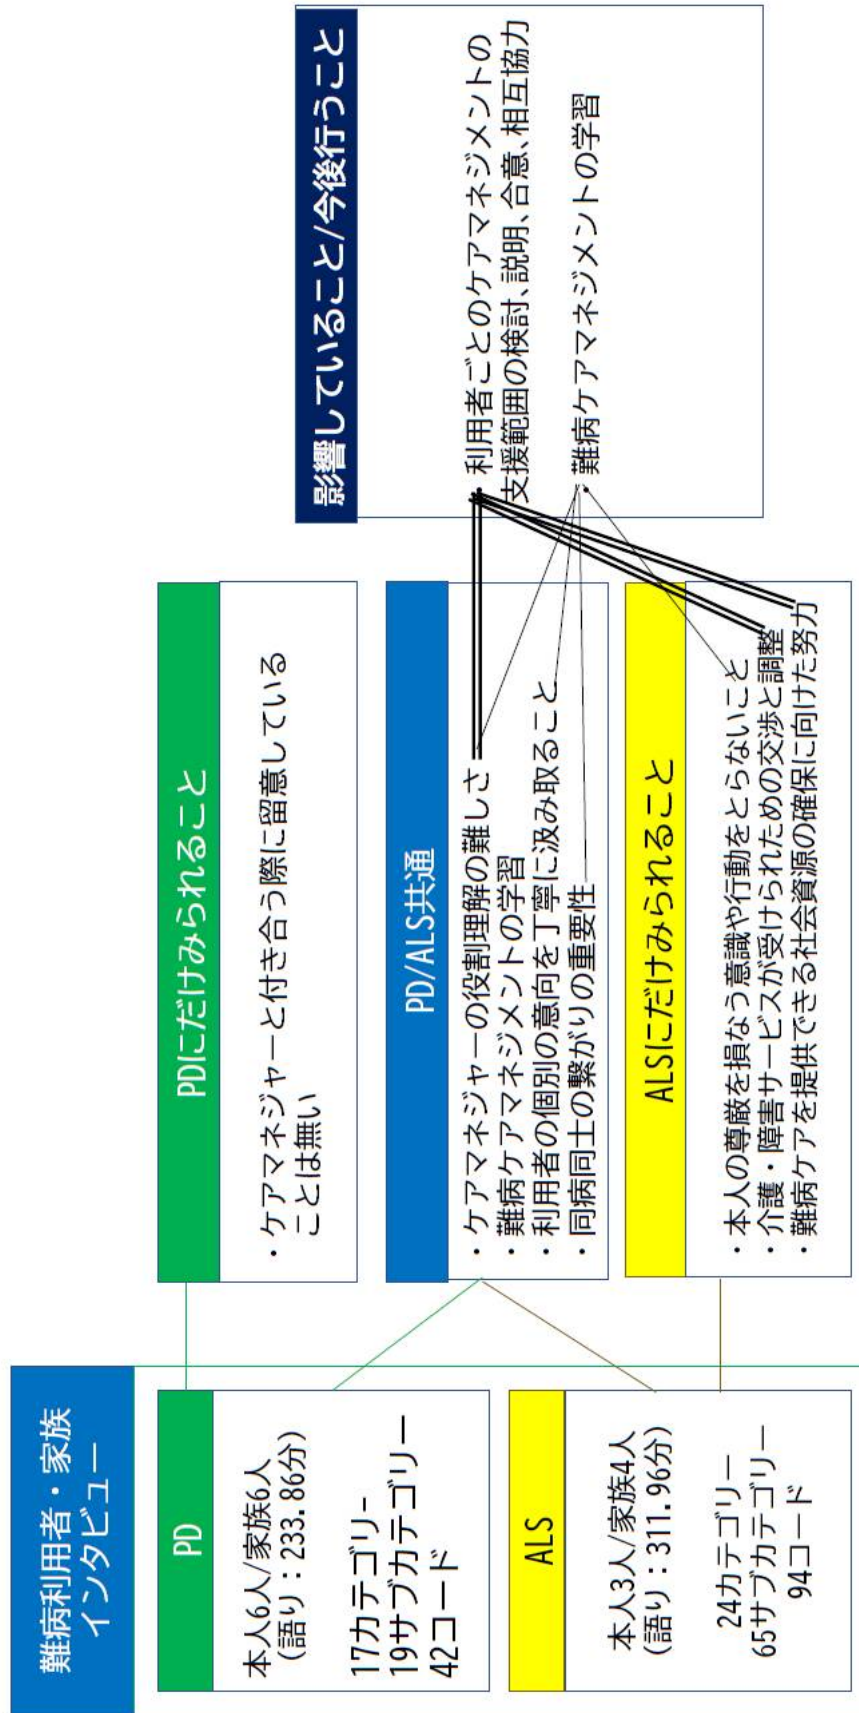 難病利用者・家族
インタビュー
PD
本人6人/家族6人
(語り：233.86分)
17カテゴリー
19サブカテゴリー
42コード
ALS
本人3人/家族4人
(語り：311.96分)
24カテゴリー
65サブカテゴリー
94コード
PDにだけみられること
・ケアマネジャーと付き合う際に留意している
ことは無い
PD/ALS共通
・ケアマネジャーの役割理解の難しさ
・難病ケアマネジメントの学習
・利用者の個別の意向を丁寧に汲み取ること
・同病同士の繋がりの重要性
ALSにだけみられること
・本人の尊厳を損なう意識や行動をとらないこと
・介護・障害サービスが受けられための交渉と調整
・難病ケアを提供できる社会資源の確保に向けた努力
影響していること/今後行うこと
・利用者ごとのケアマネジメントの
支援範囲の検討、説明、合意、相互協力
・難病ケアマネジメントの学習